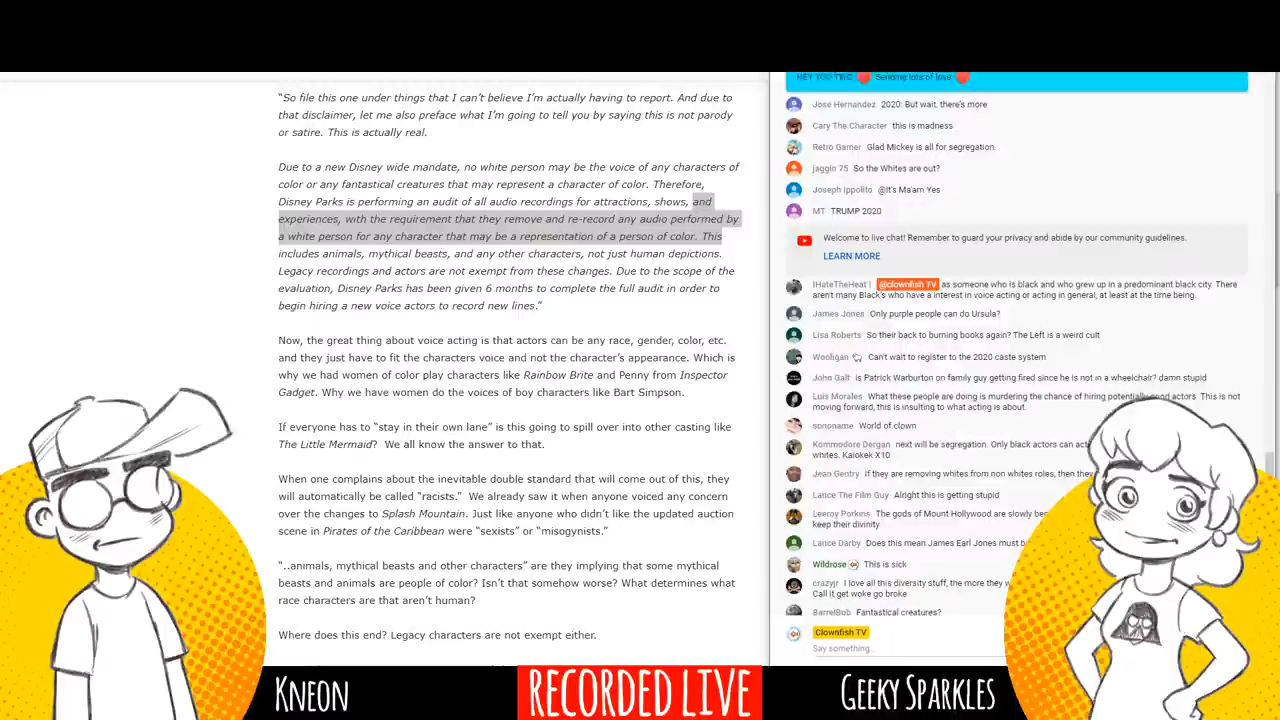 “So file this one under things that I can’t believe I’m actually having to report. And due to
that disclaimer, let me also preface what I’m going to tell you by saying this is not parody
or satire. This is actually real.
Due to a new Disney wide mandate, no white person may be the voice of any characters of
color or any fantastical creatures that may represent a character of color. Therefore,
Disney Parks is performing an audit of all audio recordings for attractions, shows, and
experiences, with the requirement that they remove and re-record any audio performed by
a white person for any character that may be a representation of a person of color. This
includes animals, mythical beasts, and any other characters, not just human depictions.
Legacy recordings and actors are not exempt from these changes. Due to the scope of the
evaluation, Disney Parks has been given 6 months to complete the full audit in order to
begin hiring a new voice actors to record new lines.”
Now, the great thing about voice acting is that actors can be any race, gender, color, etc.
and they just have to fit the characters voice and not the character’s appearance. Which is
why we had women of color play characters like Rainbow Brite and Penny from Inspector
Gadget. Why we have women do the voices of boy characters like Bart Simpson.
If everyone has to “stay in their own lane” is this going to spill over into other casting like
The Little Mermaid? We all know the answer to that.
When one complains about the inevitable double standard that will come out of this, they
will automatically be called “racists.” We already saw it when anyone voiced any concern
over the changes to Splash Mountain. Just like anyone who didn’t like the updated auction
scene in Pirates of the Caribbean were “sexists” or “misogynists.”
“..animals, mythical beasts and other characters” are they implying that some mythical
beasts and animals are people of color? Isn’t that somehow worse? What determines what
race characters are that aren’t human?
Where does this end? Legacy characters are not exempt either.
HEY Sending lots of love
Jose Hernandez 2020: But wait, there's more
Cary The Character this is madness
Retro Gamer Glad Mickey is all for segregation.
jaggin 75 So the Whites are out?
Joseph Ippolito @It's Ma'am Yes
MT TRUMP 2020
Welcome to live chat! Remember to guard your privacy and abide by our community guidelines.
LEARN MORE
IHateTheHeat | @clownfish TV as someone who is black and who grew up in a predominant black city. There
aren't many Black's who have a interest in voice acting or acting in general, at least at the time being.
James Jones Only purple people can do Ursula?
Lisa Roberts So their back to burning books again? The Left is a weird cult
Wooligan Can't wait to register to the 2020 caste system
John Galt is Patrick Warburton on family guy getting fired since he is not in a wheelchair? damn stupid
Luis Morales What these people are doing is murdering the chance of hiring potentially good actors. This is not
moving forward, this is insulting to what acting is about.
sononame World of clown
Kommodore Dergan next will be segregation. Only black actors can act
whites. Kaiokek X10
Jean Gentry If they are removing whites from non whites roles, then they
Lance The Film Guy Alright this is getting stupid
Leeroy Porkins The gods of Mount Hollywood are slowly
keep their divinity
Lance Darby Does this mean James Earl Jones must
Wildrose This is sick
crazyjr I love all this diversity stuff, the more they
Call it get woke go broke
BarrelBob Fantastical creatures?
Clownfish TV
Say something...
KNEON
RECORDED LIVE
GEEKY SPARKLES